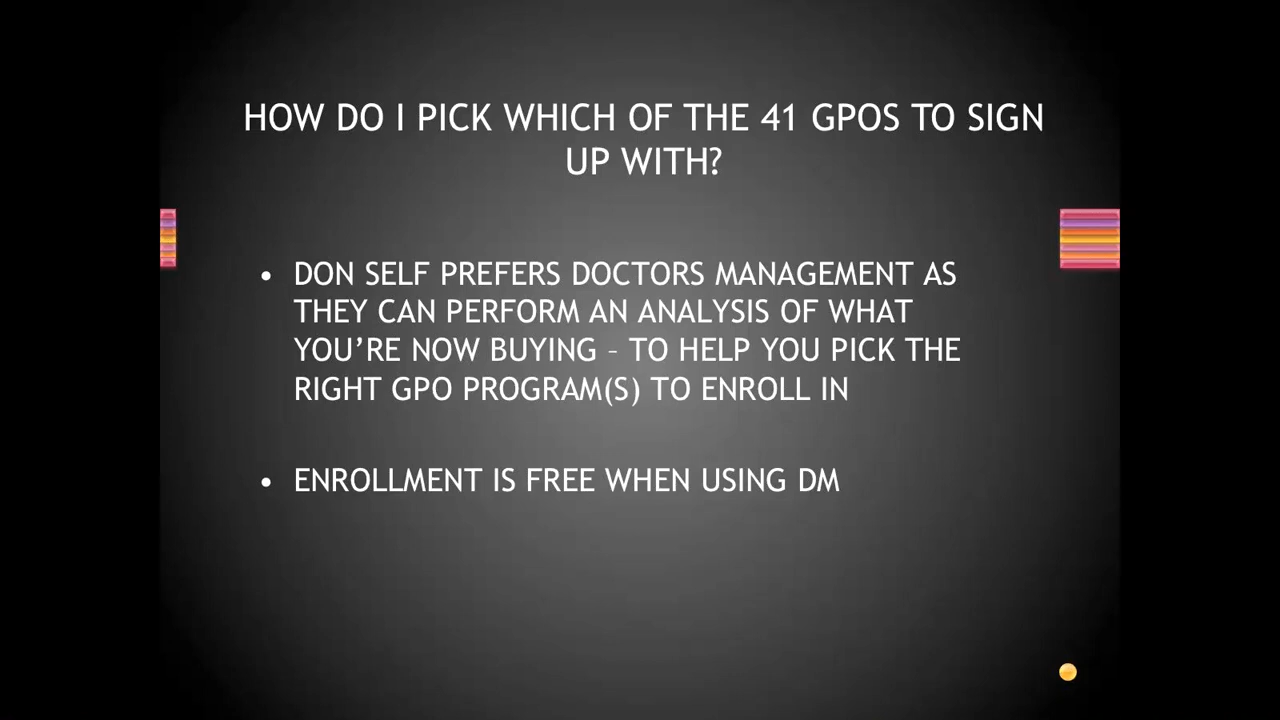 HOW DO I PICK WHICH OF THE 41 GPOS TO SIGN
UP WITH?
• DON SELF PREFERS DOCTORS MANAGEMENT AS
THEY CAN PERFORM AN ANALYSIS OF WHAT
YOU’RE NOW BUYING – TO HELP YOU PICK THE
RIGHT GPO PROGRAM(S) TO ENROLL IN
• ENROLLMENT IS FREE WHEN USING DM